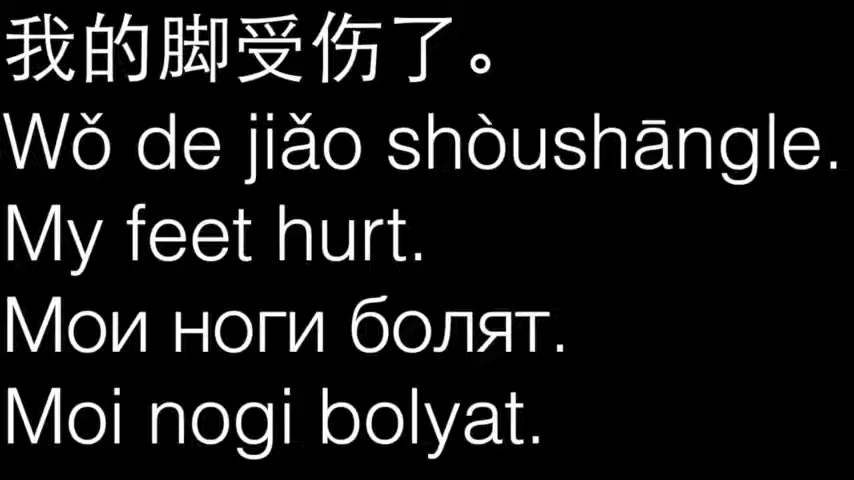 我的脚受伤了。
Wǒ de jiǎo shòushāngle.
My feet hurt.
Мои ноги болят.
Moi nogi bolyat.